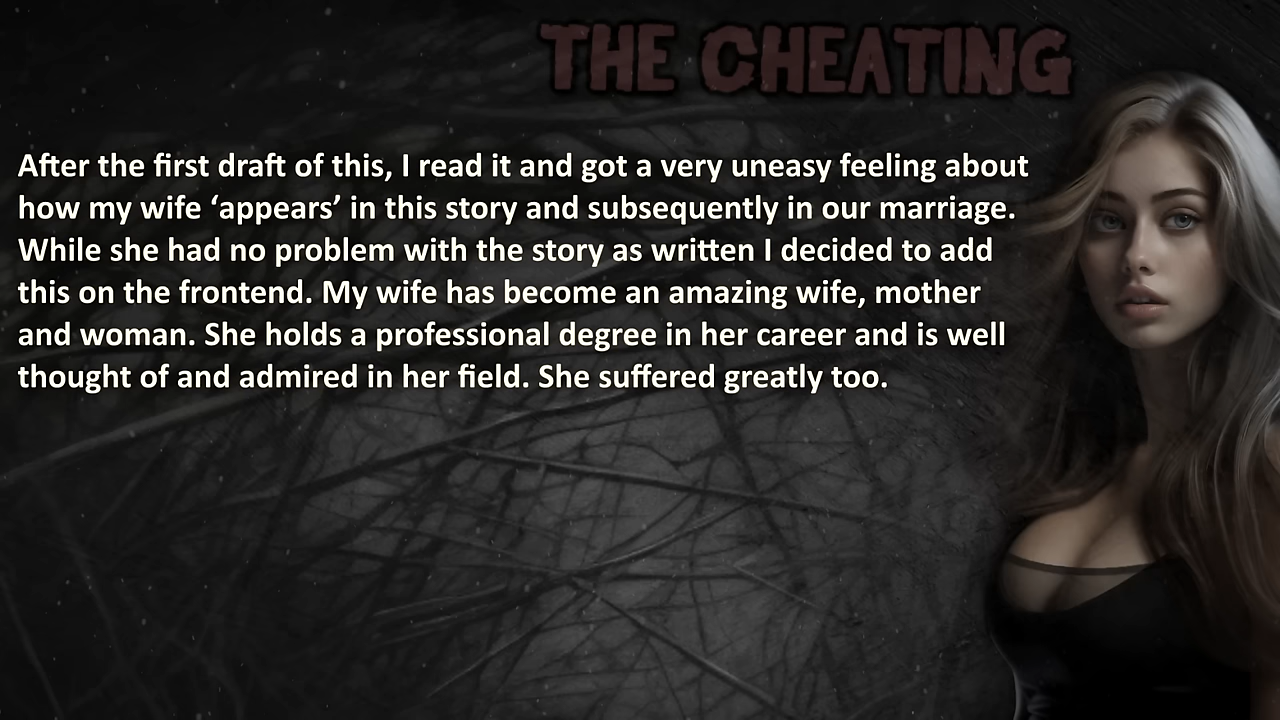 THE CHEATING
After the first draft of this, I read it and got a very uneasy feeling about
how my wife ‘appears’ in this story and subsequently in our marriage.
While she had no problem with the story as written I decided to add
this on the frontend. My wife has become an amazing wife, mother
and woman. She holds a professional degree in her career and is well
thought of and admired in her field. She suffered greatly too.